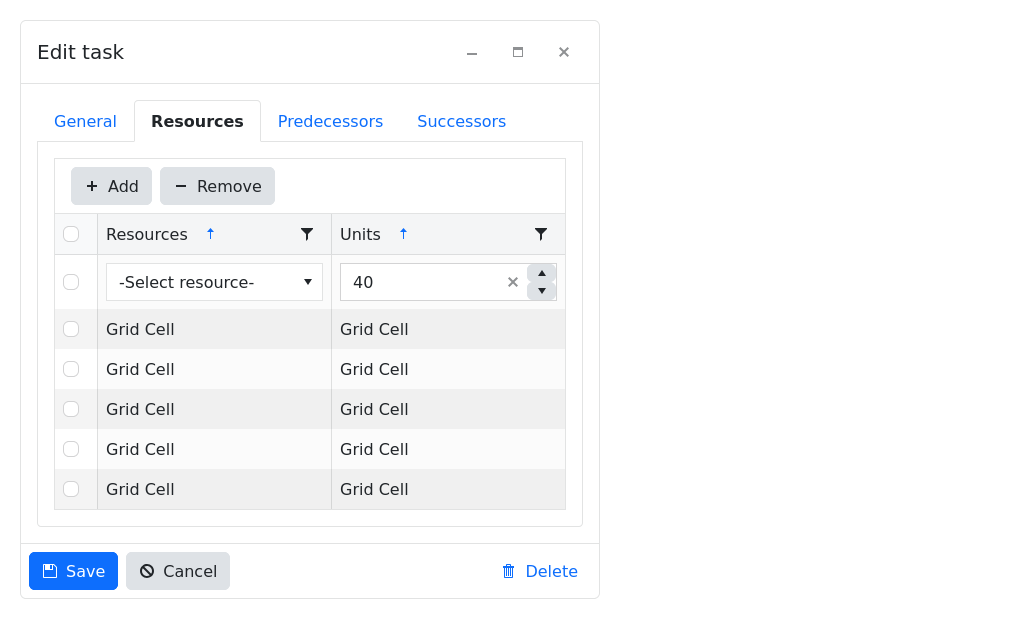 Edit task
General Resources Predecessors Successors
Add Remove
Resources Units
-Select resource- 40
Grid Cell Grid Cell
Grid Cell Grid Cell
Grid Cell Grid Cell
Grid Cell Grid Cell
Grid Cell Grid Cell
Save Cancel Delete